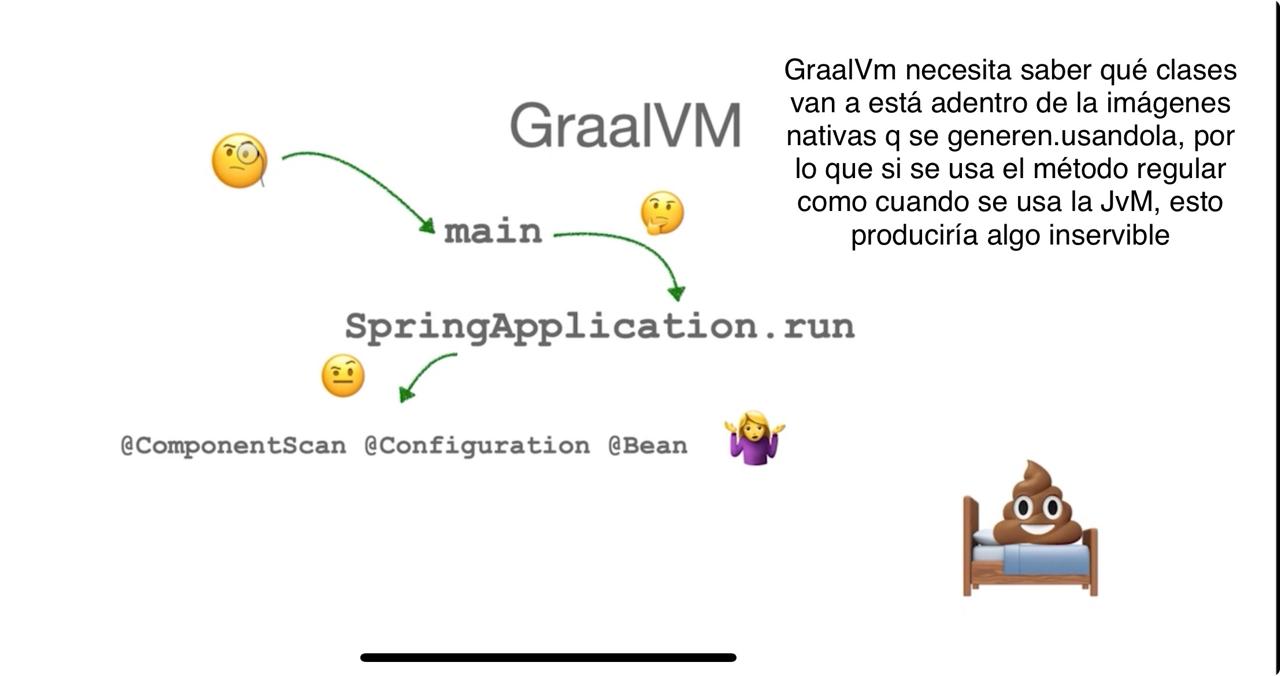 GraalVM
main
SpringApplication.run
@ComponentScan @Configuration @Bean
GraalVm necesita saber qué clases
van a está adentro de la imágenes
nativas q se generen.usandola, por
lo que si se usa el método regular
como cuando se usa la JvM, esto
produciría algo inservible